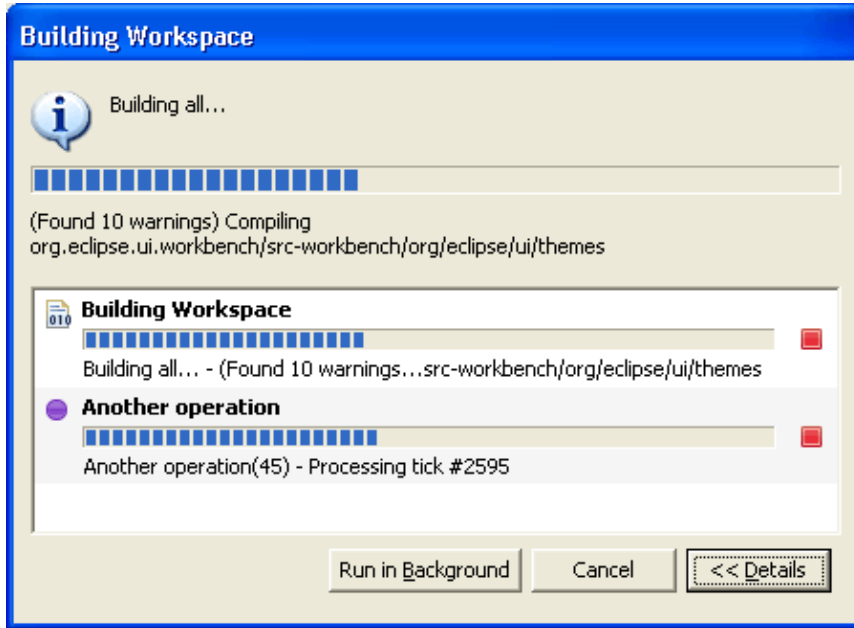 Building Workspace
Building all...
(Found 10 warnings) Compiling
org.eclipse.ui.workbench/src-workbench/org/eclipse/ui/themes
010
Building Workspace
Building all... - (Found 10 warnings...src-workbench/org/eclipse/ui/themes
Another operation
Another operation(45) - Processing tick #2595
Run in Background Cancel << Details